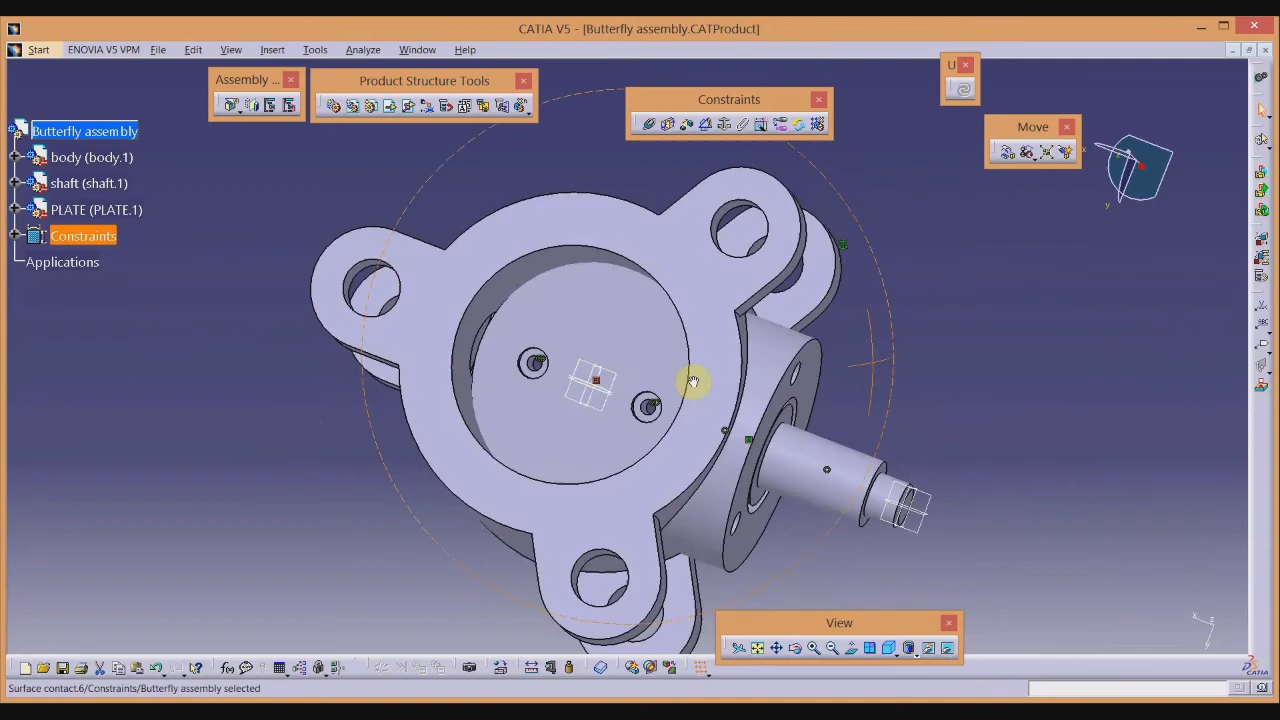 CATIA V5 - [Butterfly assembly.CATProduct]
Start ENOVIA V5 VPM File Edit View Insert Tools Analyze Window Help
Assembly ...
Product Structure Tools
Constraints
U
Move
x
z
y
Butterfly assembly
body (body.1)
shaft (shaft.1)
PLATE (PLATE.1)
Constraints
Applications
View
x z
y
CATIA
Surface contact.6/Constraints/Butterfly assembly selected